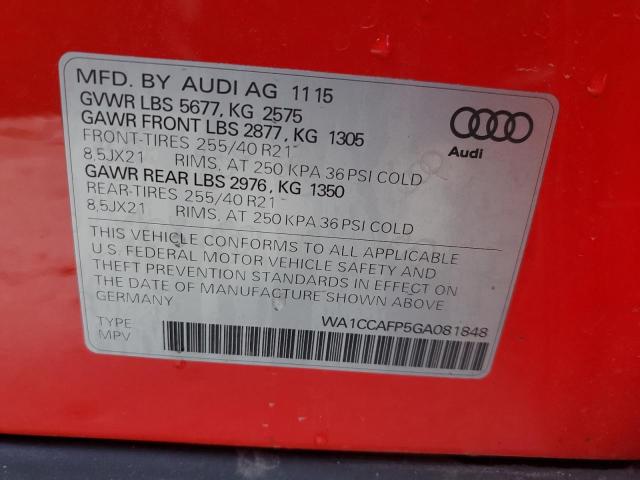 MFD. BY AUDI AG 11 15
GVWR LBS 5677, KG 2575
GAWR FRONT LBS 2877, KG 1305
FRONT-TIRES 255/40 R21
8,5JX21 RIMS, AT 250 KPA 36 PSI COLD
GAWR REAR LBS 2976, KG 1350
REAR-TIRES 255/40 R21
8,5JX21 RIMS, AT 250 KPA 36 PSI COLD
Audi
THIS VEHICLE CONFORMS TO ALL APPLICABLE
U.S. FEDERAL MOTOR VEHICLE SAFETY AND
THEFT PREVENTION STANDARDS IN EFFECT ON
THE DATE OF MANUFACTURE SHOWN ABOVE
GERMANY
WA1CCAFP5GA081848
TYPE
MPV